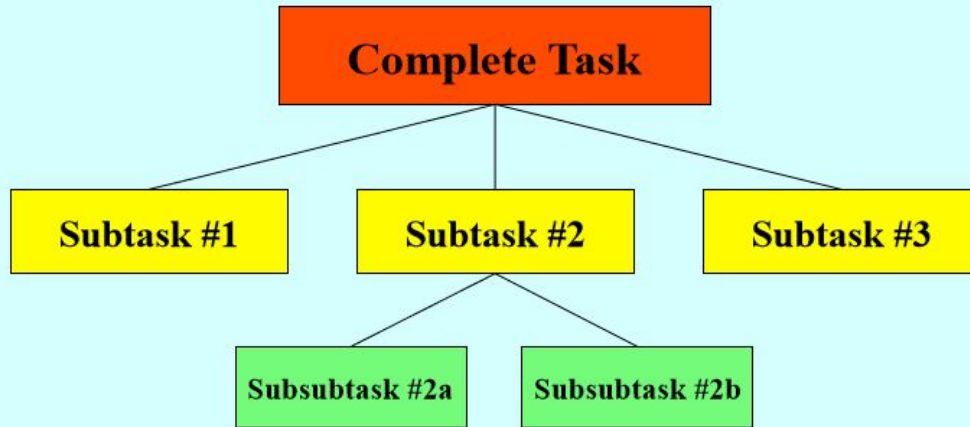 Complete Task
Subtask #1
Subtask #2
Subtask #3
Subsubtask #2a
Subsubtask #2b